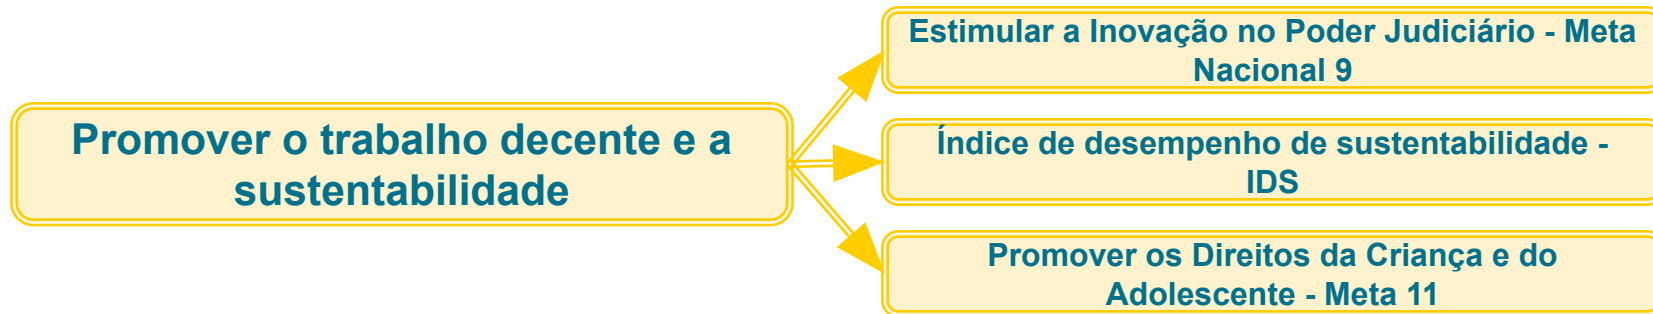 Promover o trabalho decente e a
sustentabilidade
Estimular a Inovação no Poder Judiciário - Meta
Nacional 9
Índice de desempenho de sustentabilidade -
IDS
Promover os Direitos da Criança e do
Adolescente - Meta 11